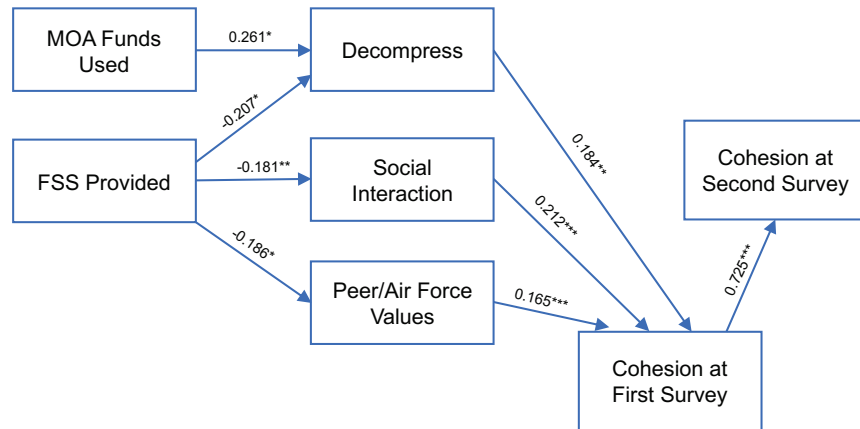 MOA Funds
Used
0.261*
Decompress
-0.207*
FSS Provided
-0.181**
Social
Interaction
-0.186*
Peer/Air Force
Values
0.184**
0.212***
0.165***
Cohesion at
First Survey
0.725***
Cohesion at
Second Survey